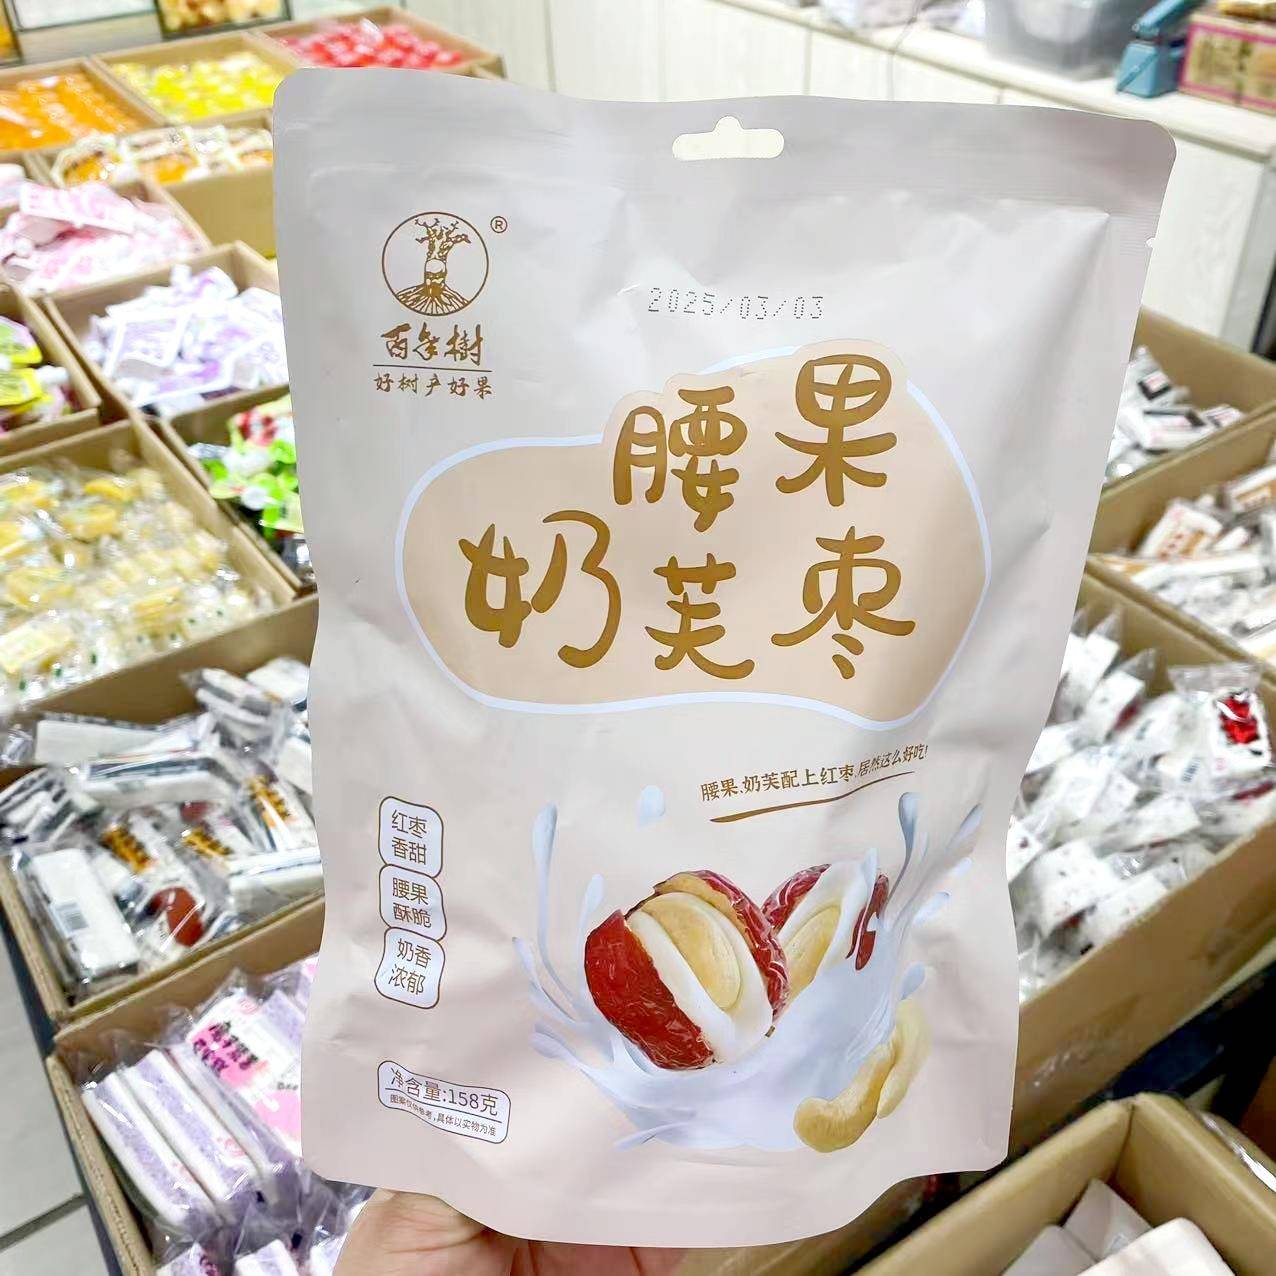 ®
百年樹
好树产好果
2025/03/03
腰果
奶芙枣
腰果、奶芙配上红枣，居然这么好吃！
红枣
香甜
腰果
酥脆
奶香
浓郁
净含量：158克
图案仅供参考，具体以实物为准